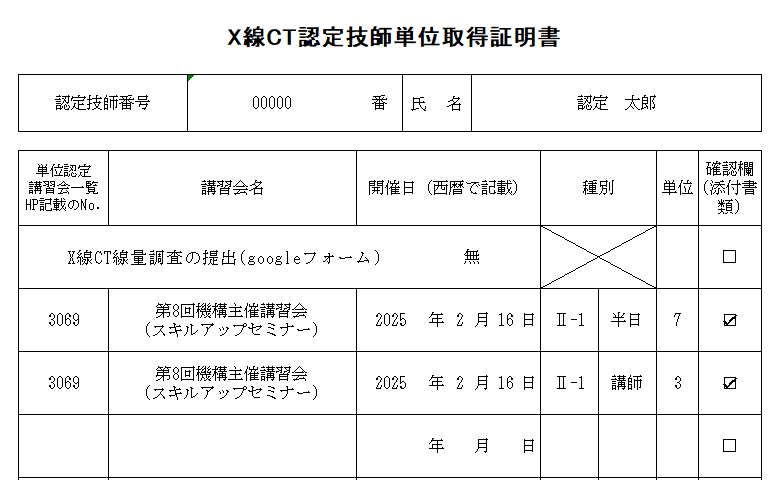 X線CT認定技師単位取得証明書
認定技師番号 00000 番 氏 名 認定 太郎
単位認定
講習会一覧
HP記載のNo.
講習会名
開催日（西暦で記載）
種別
単位
確認欄
（添付書
類）
X線CT線量調査の提出(googleフォーム) 無 □
3069
第8回機構主催講習会
（スキルアップセミナー）
2025 年 2 月 16 日 Ⅱ-1 半日 7 ☑
3069
第8回機構主催講習会
（スキルアップセミナー）
2025 年 2 月 16 日 Ⅱ-1 講師 3 ☑
年 月 日 □